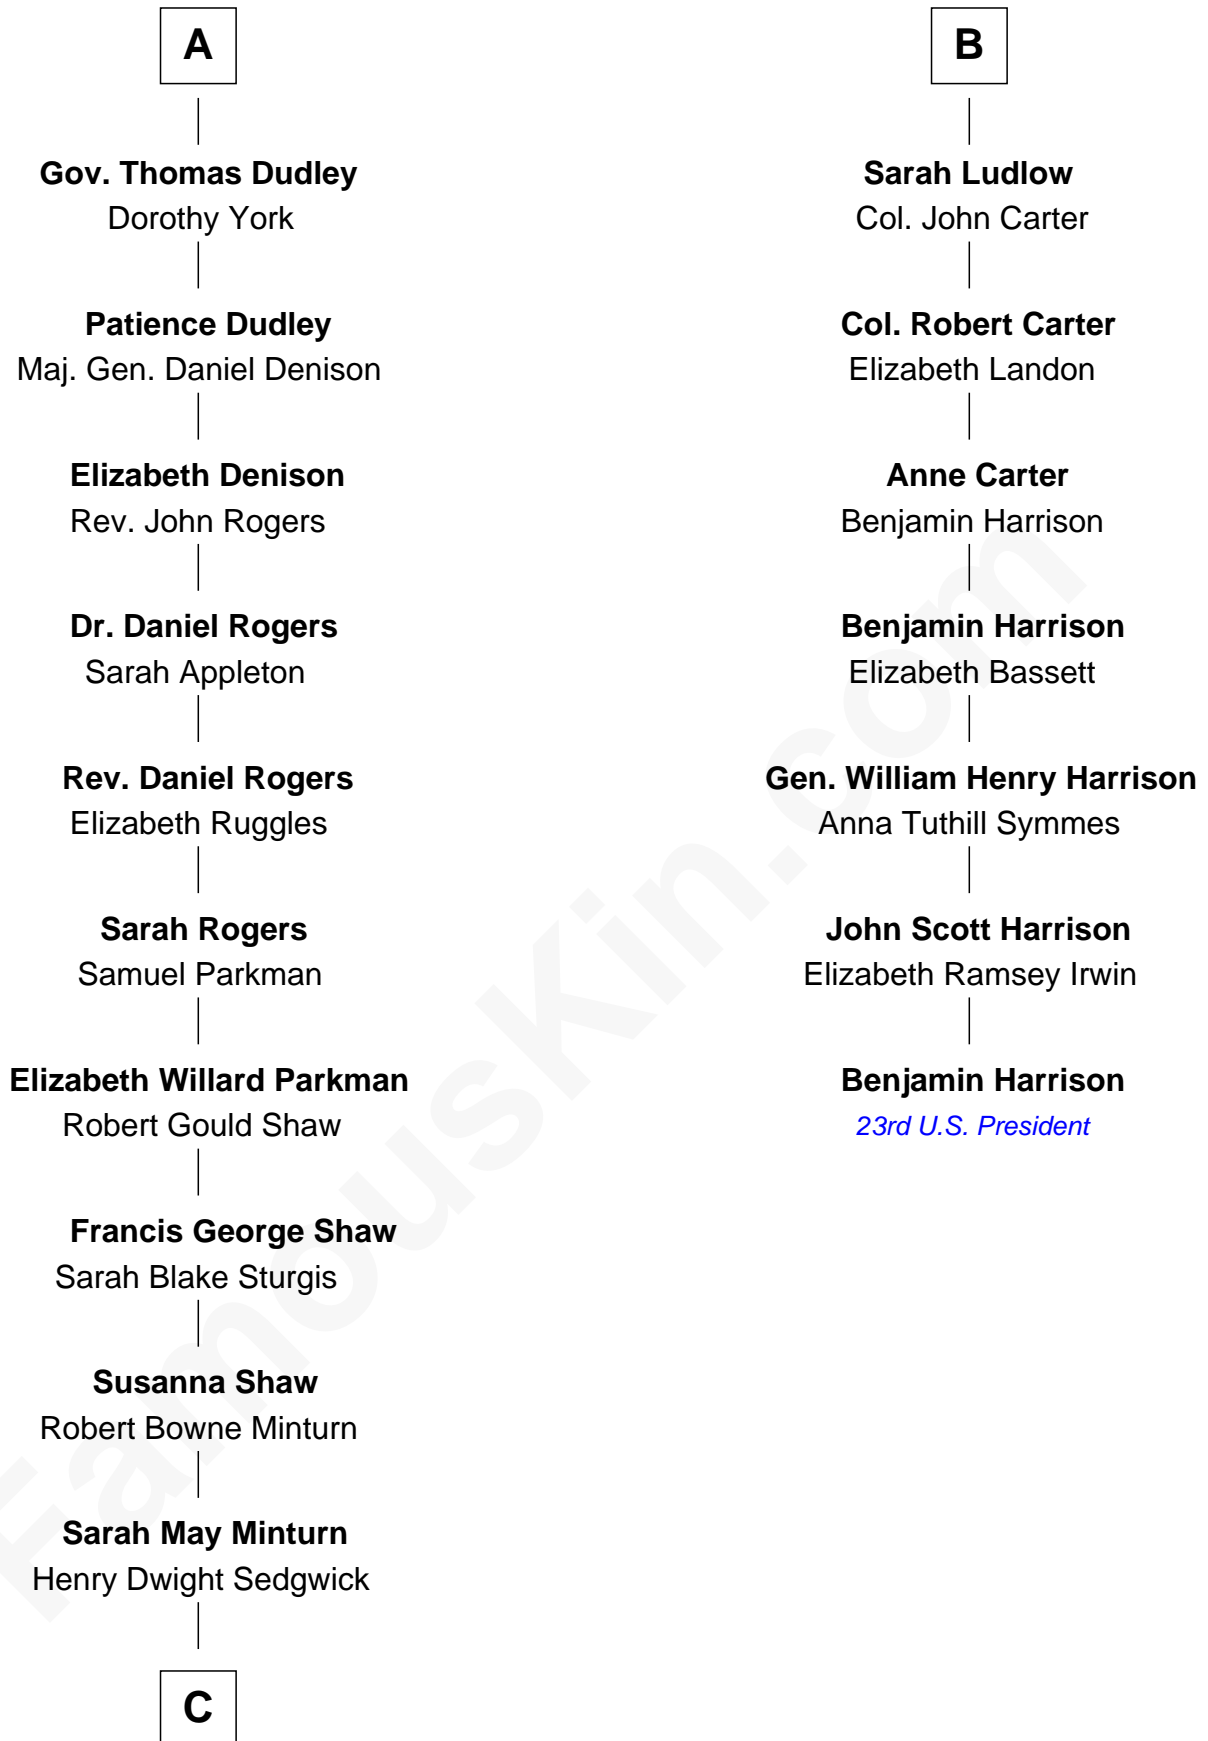 A
Gov. Thomas Dudley
Dorothy York
Patience Dudley
Maj. Gen. Daniel Denison
Elizabeth Denison
Rev. John Rogers
Dr. Daniel Rogers
Sarah Appleton
Rev. Daniel Rogers
Elizabeth Ruggles
Sarah Rogers
Samuel Parkman
Elizabeth Willard Parkman
Robert Gould Shaw
Francis George Shaw
Sarah Blake Sturgis
Susanna Shaw
Robert Bowne Minturn
Sarah May Minturn
Henry Dwight Sedgwick
C
B
Sarah Ludlow
Col. John Carter
Col. Robert Carter
Elizabeth Landon
Anne Carter
Benjamin Harrison
Benjamin Harrison
Elizabeth Bassett
Gen. William Henry Harrison
Anna Tuthill Symmes
John Scott Harrison
Elizabeth Ramsey Irwin
Benjamin Harrison
23rd U.S. President
FamousKin.com